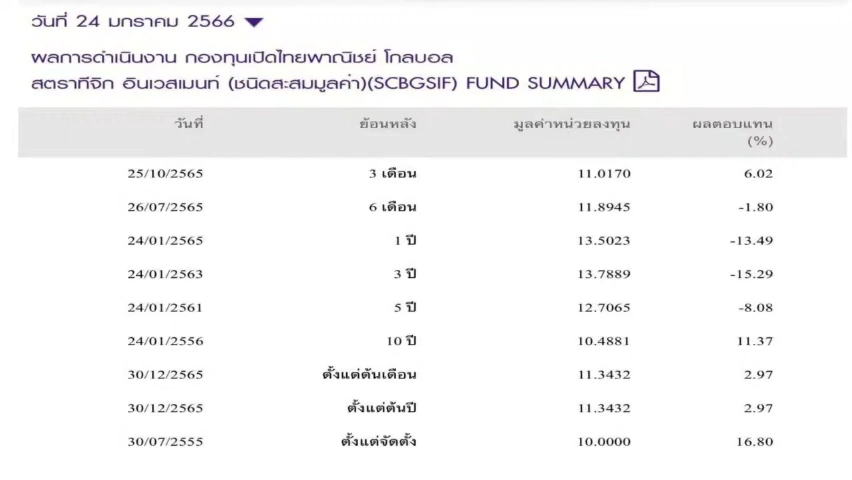 วันที่ 24 มกราคม 2566
ผลการดำเนินงาน กองทุนเปิดไทยพาณิชย์ โกลบอล
สตราทีจิก อินเวสเมนท์ (ชนิดสะสมมูลค่า)(SCBGSIF) FUND SUMMARY
วันที่ ย้อนหลัง มูลค่าหน่วยลงทุน ผลตอบแทน
(%)
25/10/2565 3 เดือน 11.0170 6.02
26/07/2565 6 เดือน 11.8945 -1.80
24/01/2565 1 ปี 13.5023 -13.49
24/01/2563 3 ปี 13.7889 -15.29
24/01/2561 5 ปี 12.7065 -8.08
24/01/2556 10 ปี 10.4881 11.37
30/12/2565 ตั้งแต่ต้นเดือน 11.3432 2.97
30/12/2565 ตั้งแต่ต้นปี 11.3432 2.97
30/07/2555 ตั้งแต่จัดตั้ง 10.0000 16.80